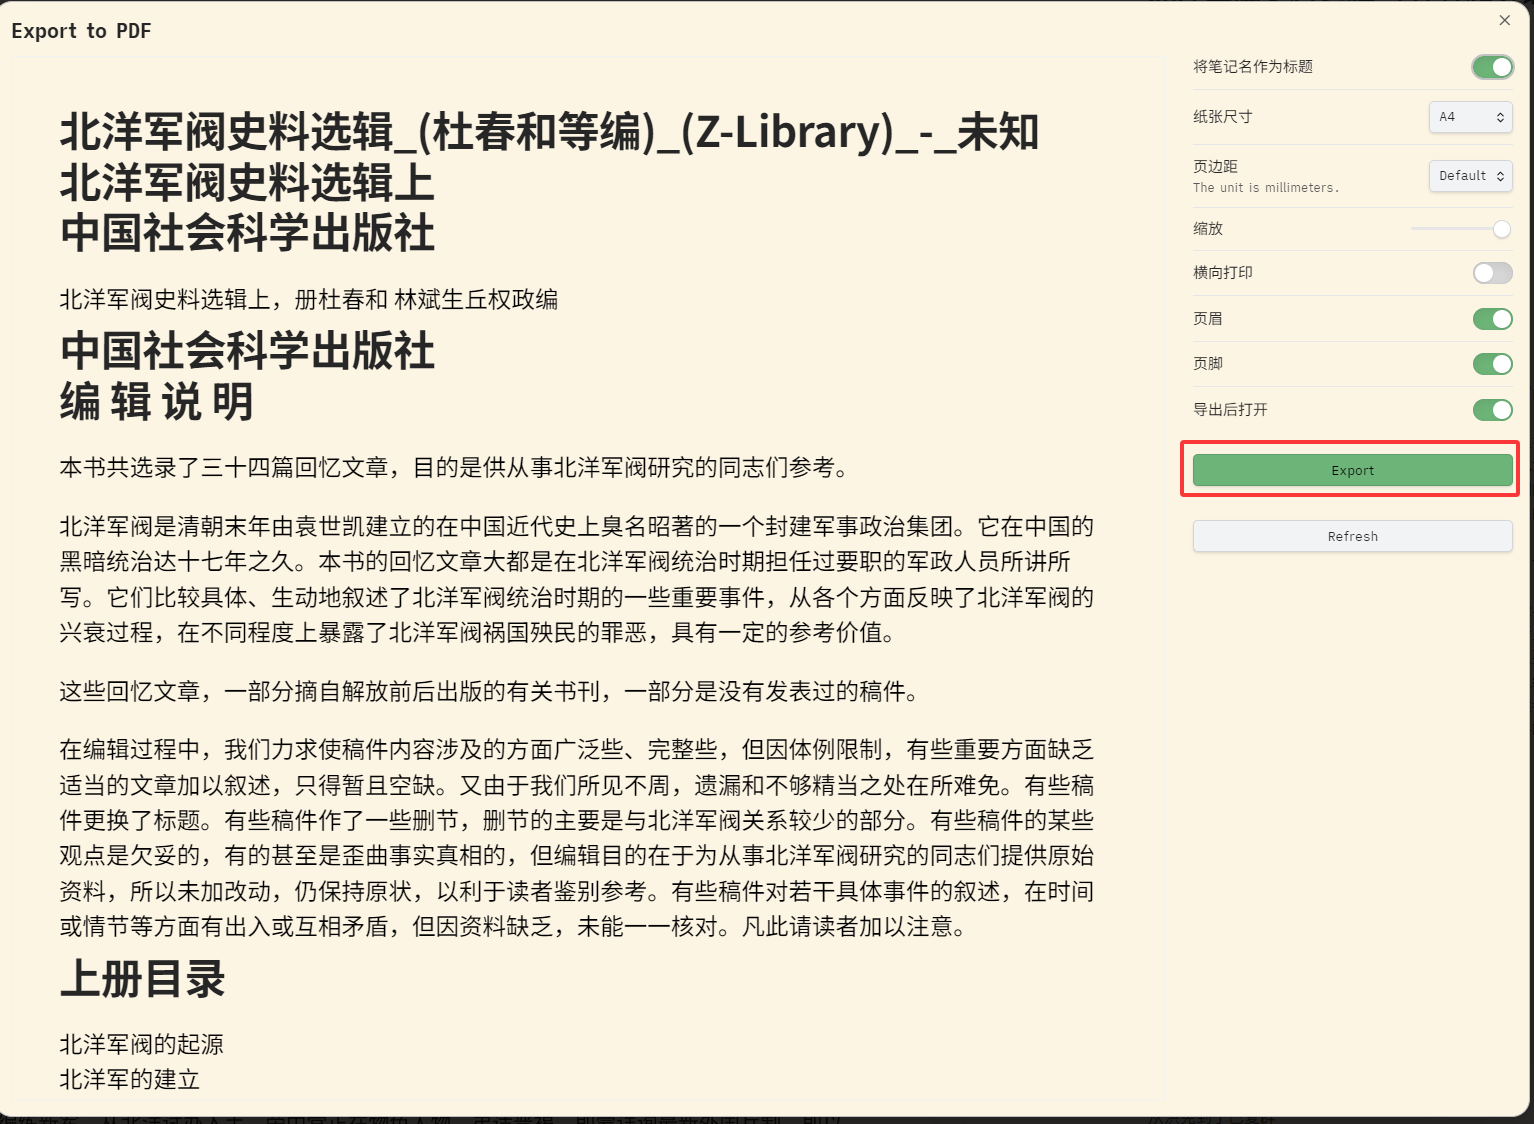 Export to PDF
北洋军阀史料选辑_(杜春和等编)_(Z-Library)_-_未知
北洋军阀史料选辑上
中国社会科学出版社
北洋军阀史料选辑上，册杜春和 林斌生丘权政编
中国社会科学出版社
编 辑 说 明
本书共选录了三十四篇回忆文章，目的是供从事北洋军阀研究的同志们参考。
北洋军阀是清朝末年由袁世凯建立的在中国近代史上臭名昭著的一个封建军事政治集团。它在中国的
黑暗统治达十七年之久。本书的回忆文章大都是在北洋军阀统治时期担任过要职的军政人员所讲所
写。它们比较具体、生动地叙述了北洋军阀统治时期的一些重要事件，从各个方面反映了北洋军阀的
兴衰过程，在不同程度上暴露了北洋军阀祸国殃民的罪恶，具有一定的参考价值。
这些回忆文章，一部分摘自解放前后出版的有关书刊，一部分是没有发表过的稿件。
在编辑过程中，我们力求使稿件内容涉及的方面广泛些、完整些，但因体例限制，有些重要方面缺乏
适当的文章加以叙述，只得暂且空缺。又由于我们所见不周，遗漏和不够精当之处在所难免。有些稿
件更换了标题。有些稿件作了一些删节，删节的主要是与北洋军阀关系较少的部分。有些稿件的某些
观点是欠妥的，有的甚至是歪曲事实真相的，但编辑目的在于为从事北洋军阀研究的同志们提供原始
资料，所以未加改动，仍保持原状，以利于读者鉴别参考。有些稿件对若干具体事件的叙述，在时间
或情节等方面有出入或互相矛盾，但因资料缺乏，未能一一核对。凡此请读者加以注意。
上册目录
北洋军阀的起源
北洋军的建立
将笔记名作为标题
纸张尺寸
A4
页边距
The unit is millimeters.
Default
缩放
横向打印
页眉
页脚
导出后打开
Export
Refresh